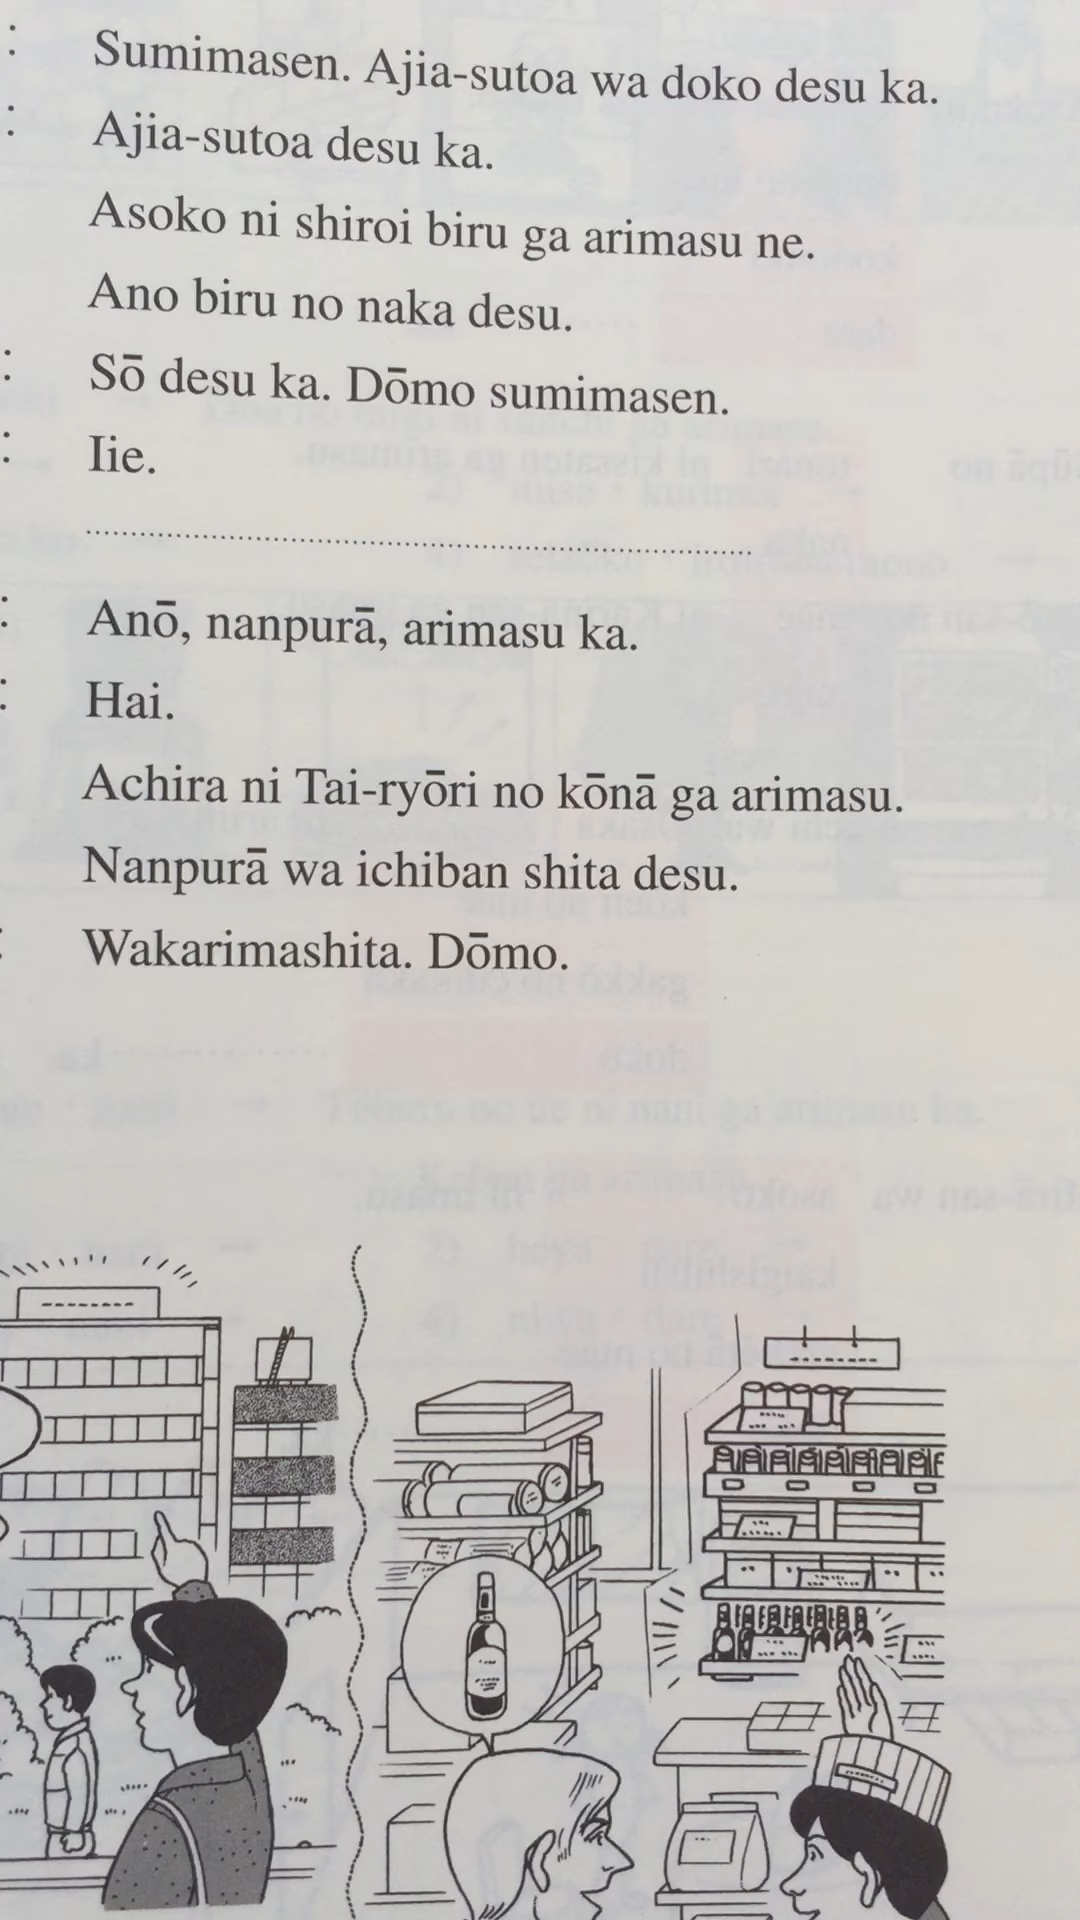 : Sumimasen. Ajia-sutoa wa doko desu ka.
: Ajia-sutoa desu ka.
Asoko ni shiroi biru ga arimasu ne.
Ano biru no naka desu.
: Sō desu ka. Dōmo sumimasen.
: Iie.
: Anō, nanpurā, arimasu ka.
: Hai.
Achira ni Tai-ryōri no kōnā ga arimasu.
Nanpurā wa ichiban shita desu.
: Wakarimashita. Dōmo.